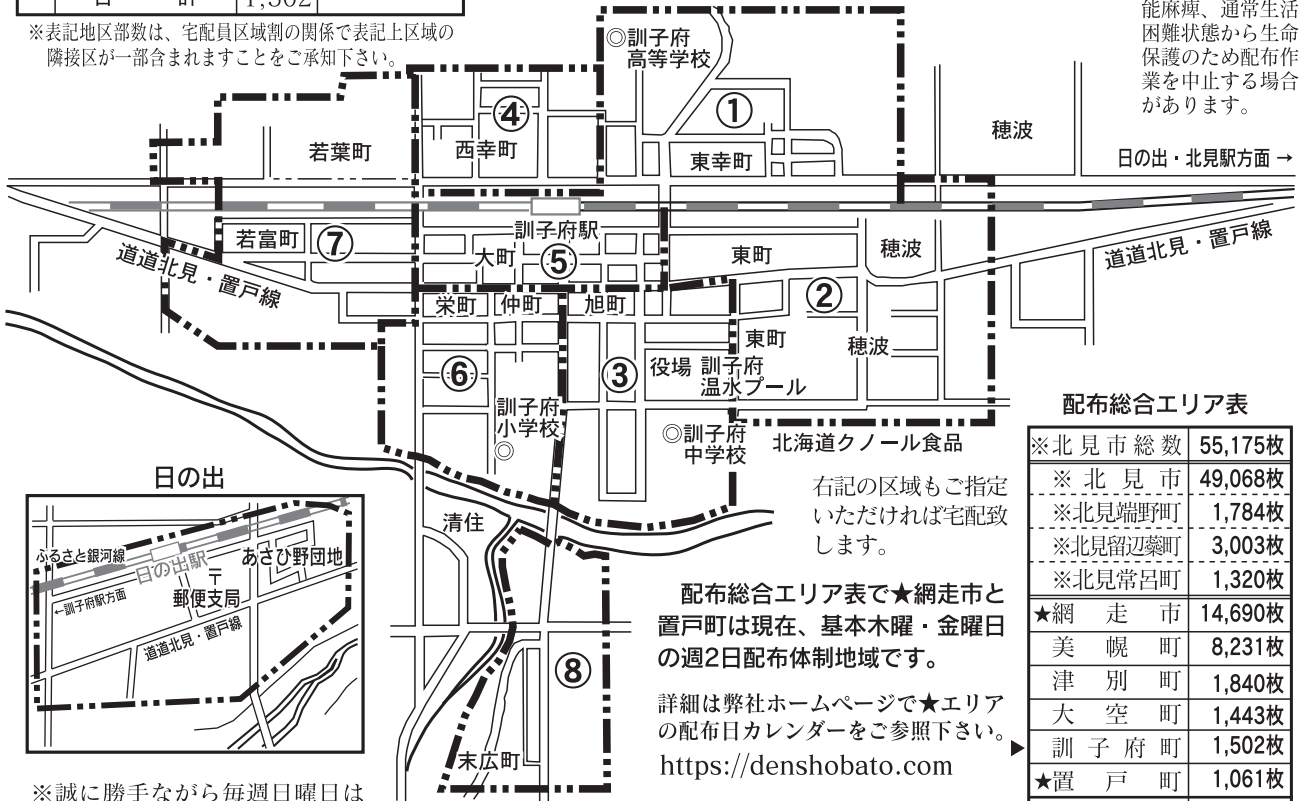 1,502
※表記地区部数は、宅配員区域割の関係で表記上区域の
隣接区が一部含まれますことをご承知下さい。
能麻痺、通常生活
困難状態から生命
保護のため配布作
業を中止する場合
があります。
◎訓子府
高等学校
①
④
穂波
若葉町
西幸町
東幸町
日の出・北見駅方面→
訓子府駅
若富町
⑦
大町
⑤
東町
穂波
道道北見・置戸線
道道北見・置戸線
②
栄町
仲町
旭町
東町
穂波
⑥
③
役場
訓子府
温水プール
訓子府
小学校
◎
◎訓子府
中学校
北海道クノール食品
清住
⑧
末広町
日の出
ふるさと銀河線
日の出駅
あさひ野団地
〒
郵便支局
←訓子府駅方面
道道北見・置戸線
右記の区域もご指定
いただければ宅配致
します。
配布総合エリア表で★網走市と
置戸町は現在、基本木曜・金曜日
の週2日配布体制地域です。
詳細は弊社ホームページで★エリア
の配布日カレンダーをご参照下さい。
https://denshobato.com
配布総合エリア表
※北見市総数 55,175枚
※北見市 49,068枚
※北見端野町 1,784枚
※北見留辺蘂町 3,003枚
※北見常呂町 1,320枚
★網走市 14,690枚
美幌町 8,231枚
津別町 1,840枚
大空町 1,443枚
▶訓子府町 1,502枚
★置戸町 1,061枚
※誠に勝手ながら毎週日曜日は